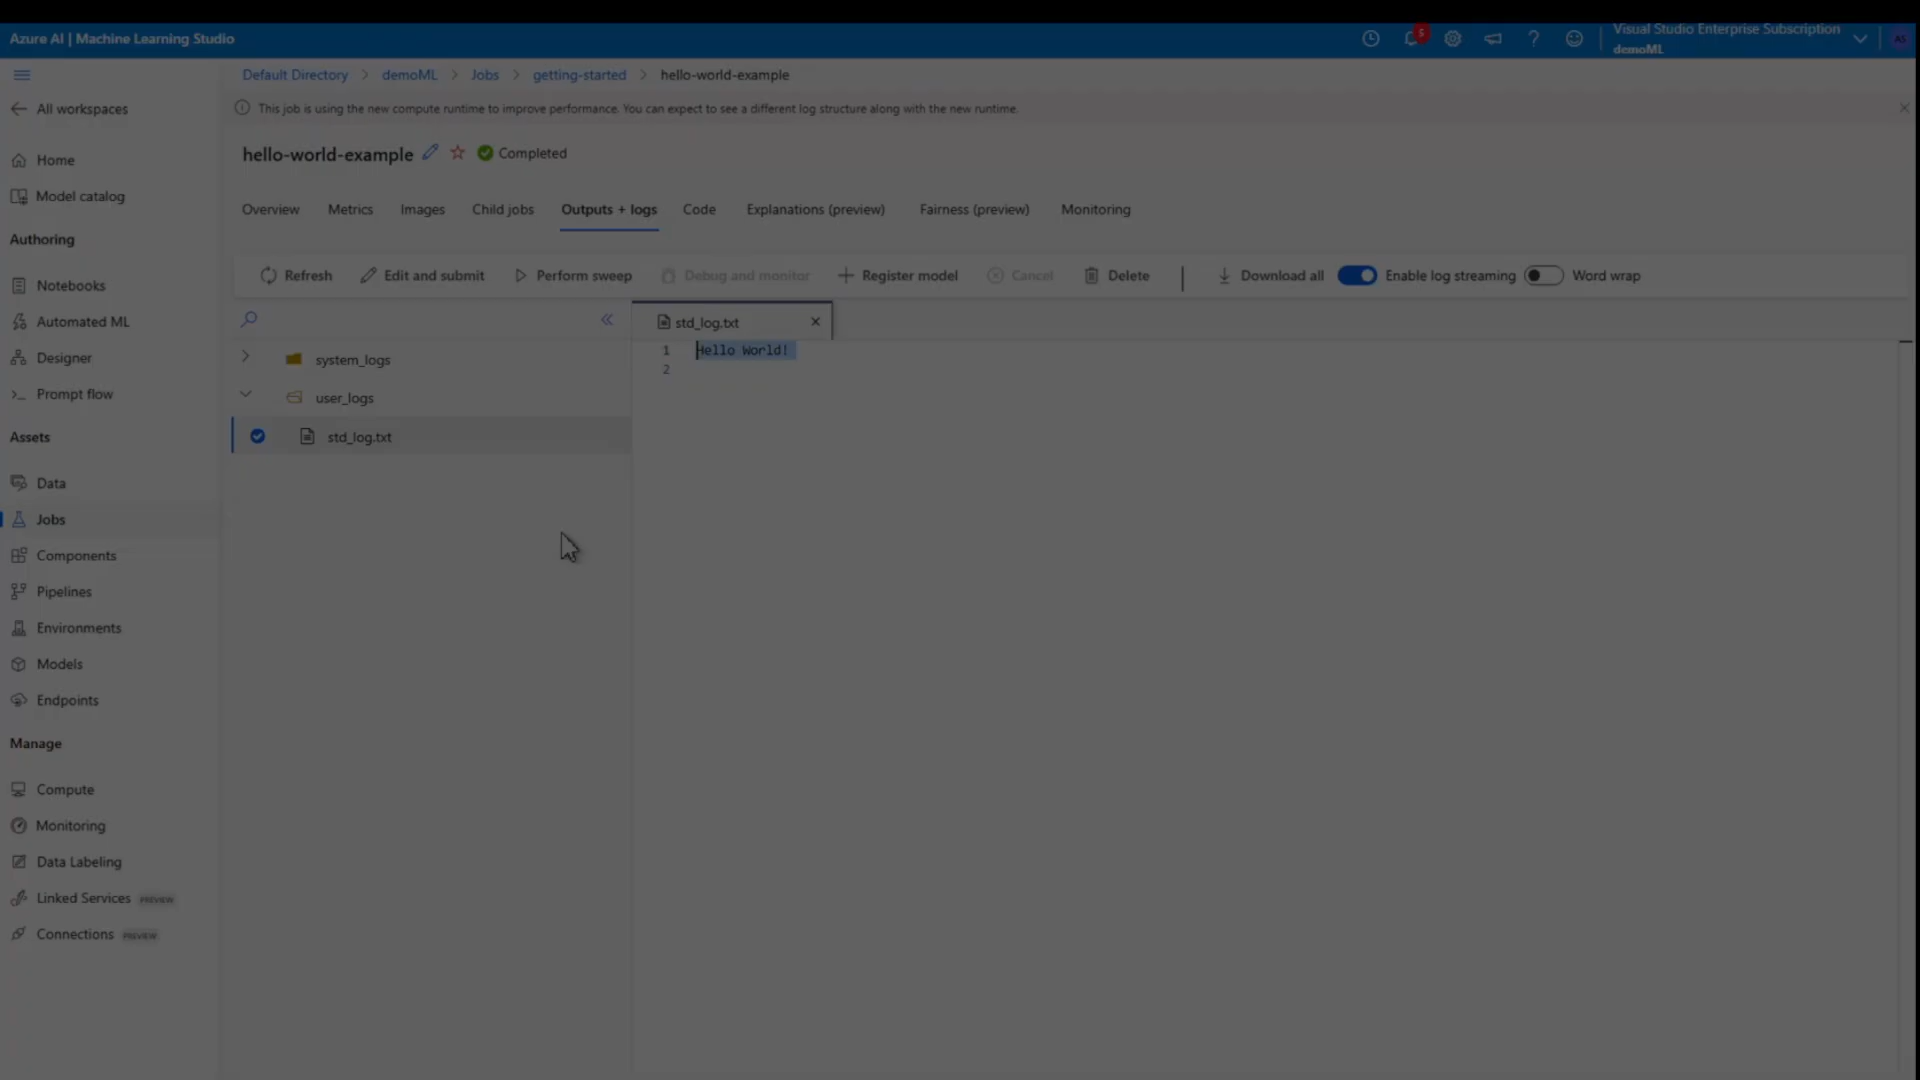 Azure AI | Machine Learning Studio
5
Visual Studio Enterprise Subscription
demoML
AS
Default Directory > demoML > Jobs > getting-started > hello-world-example
All workspaces
This job is using the new compute runtime to improve performance. You can expect to see a different log structure along with the new runtime.
hello-world-example
Completed
Home
Model catalog
Overview Metrics Images Child jobs Outputs + logs Code Explanations (preview) Fairness (preview) Monitoring
Authoring
Refresh Edit and submit Perform sweep Debug and monitor Register model Cancel Delete Download all Enable log streaming Word wrap
Notebooks
Automated ML
Designer
Prompt flow
std_log.txt
1 Hello World!
2
system_logs
user_logs
std_log.txt
Assets
Data
Jobs
Components
Pipelines
Environments
Models
Endpoints
Manage
Compute
Monitoring
Data Labeling
Linked Services PREVIEW
Connections PREVIEW